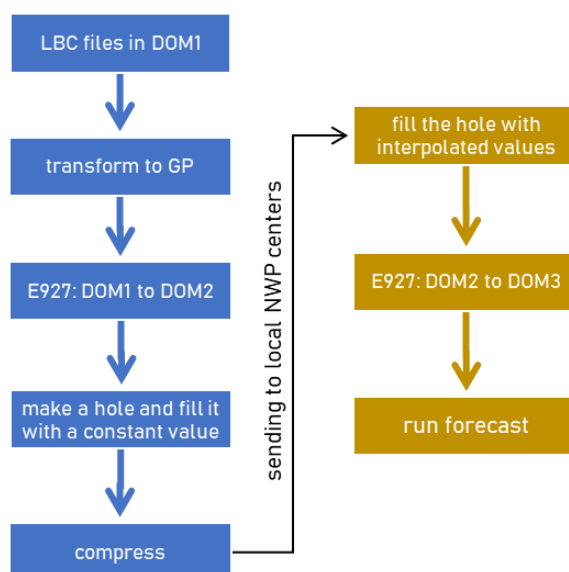 LBC files in DOM1
transform to GP
E927: DOM1 to DOM2
make a hole and fill it
with a constant value
compress
sending to local NWP centers
fill the hole with
interpolated values
E927: DOM2 to DOM3
run forecast